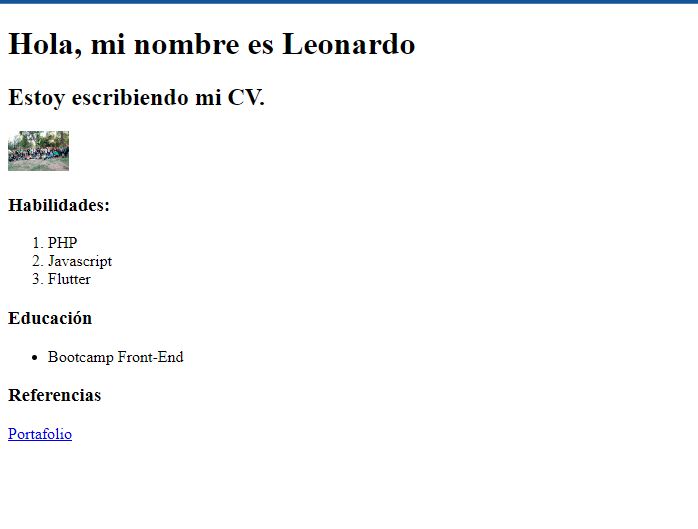 Hola, mi nombre es Leonardo
Estoy escribiendo mi CV.
Habilidades:
1. PHP
2. Javascript
3. Flutter
Educación
• Bootcamp Front-End
Referencias
Portafolio